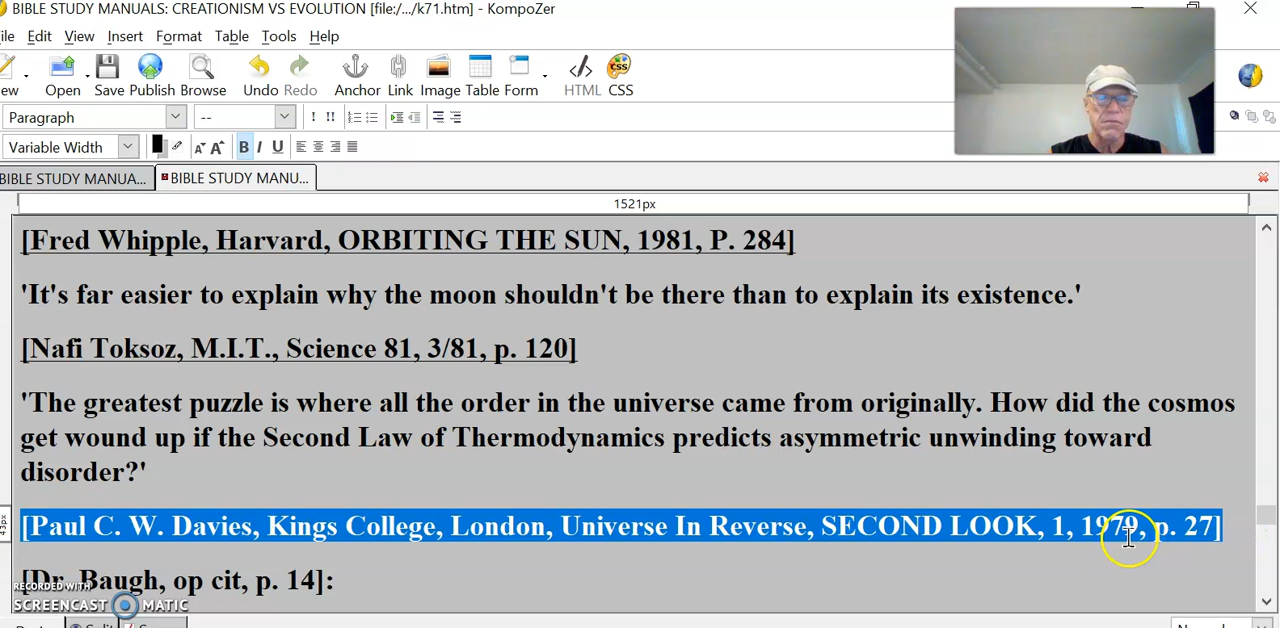 BIBLE STUDY MANUALS: CREATIONISM VS EVOLUTION [file:/.../k71.htm] - KompoZer
ile Edit View Insert Format Table Tools Help
ew Open Save Publish Browse Undo Redo Anchor Link Image Table Form HTML CSS
Paragraph --
Variable Width B I U
BIBLE STUDY MANUA... BIBLE STUDY MANU...
1521px
[Fred Whipple, Harvard, ORBITING THE SUN, 1981, P. 284]
'It's far easier to explain why the moon shouldn't be there than to explain its existence.'
[Nafi Toksoz, M.I.T., Science 81, 3/81, p. 120]
'The greatest puzzle is where all the order in the universe came from originally. How did the cosmos
get wound up if the Second Law of Thermodynamics predicts asymmetric unwinding toward
disorder?'
[Paul C. W. Davies, Kings College, London, Universe In Reverse, SECOND LOOK, 1, 1979, p. 27]
[Dr. Baugh, op cit, p. 14]:
RECORDED WITH
SCREENCAST MATIC